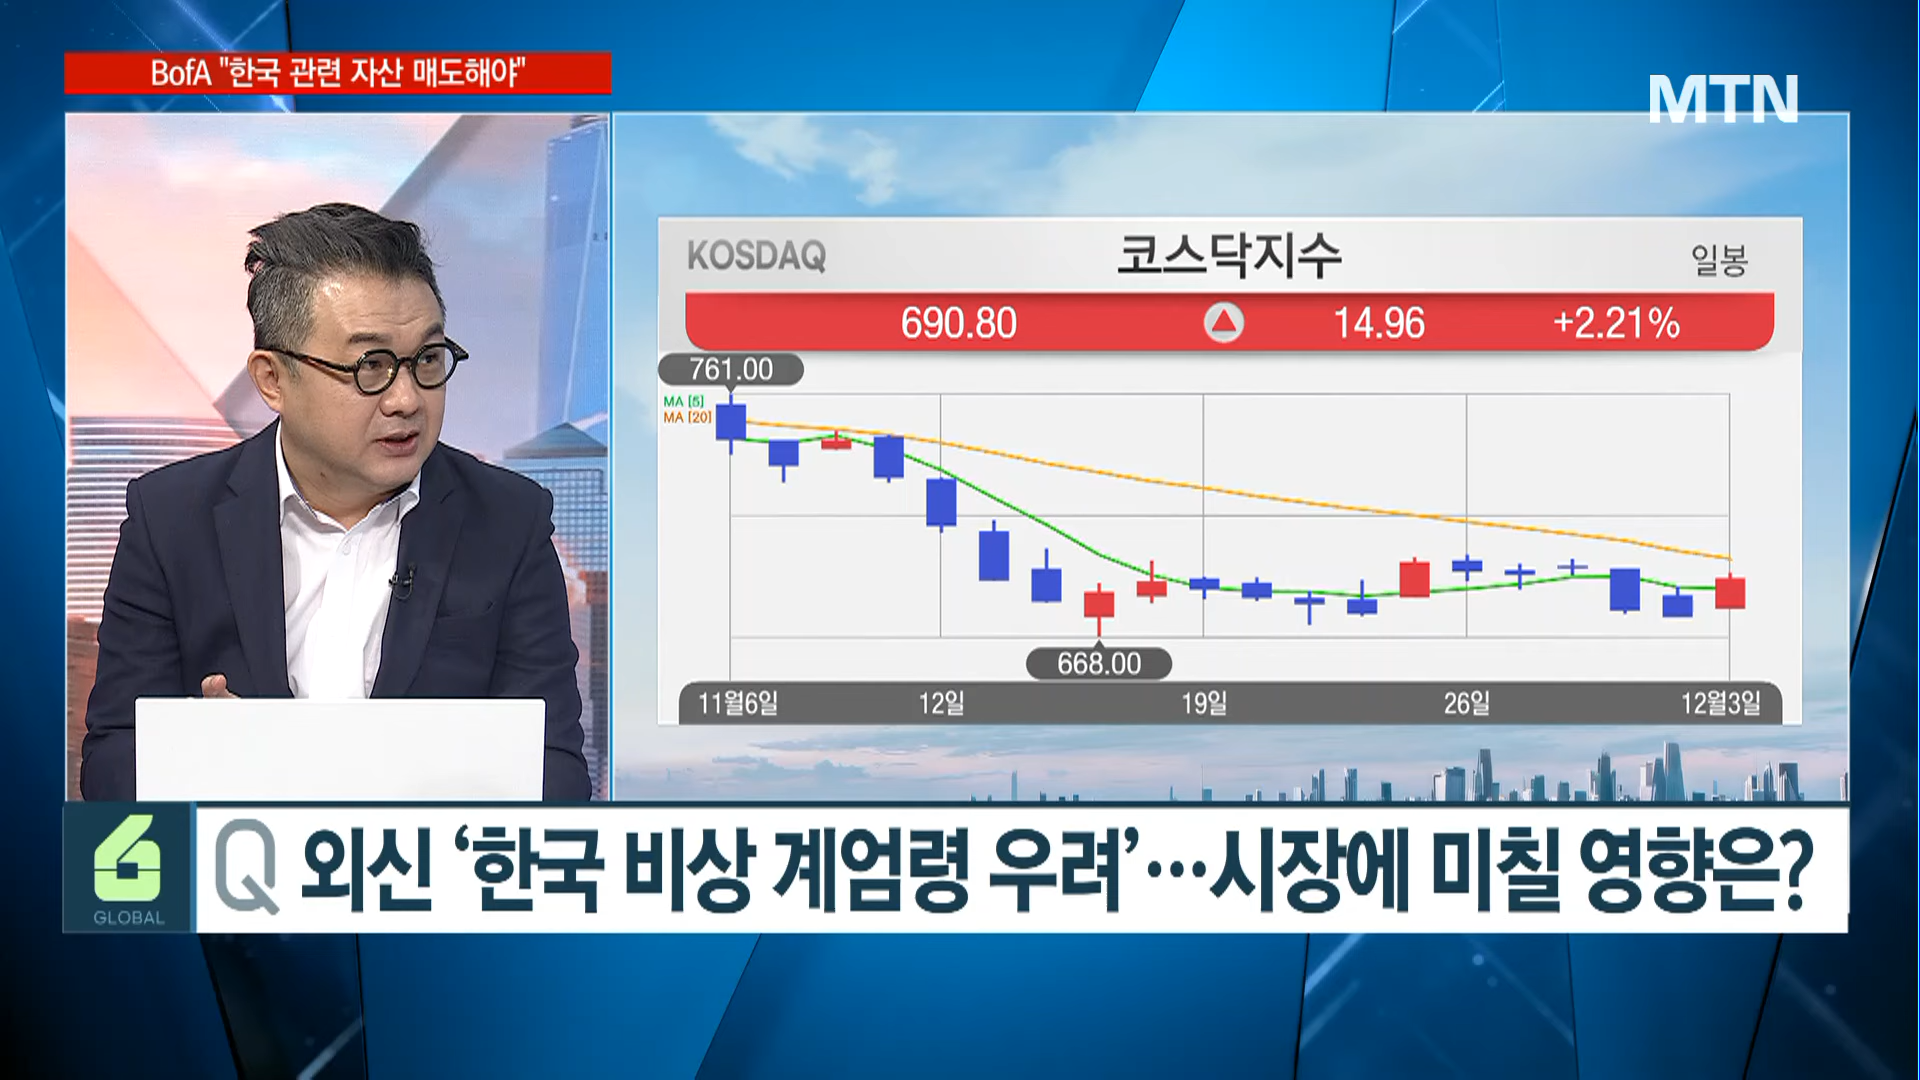 BofA "한국 관련 자산 매도해야"
MTN
KOSDAQ 코스닥지수 일봉
690.80 14.96 +2.21%
761.00
MA [5]
MA [20]
668.00
11월6일 12일 19일 26일 12월3일
6
GLOBAL
Q 외신 ‘한국 비상 계엄령 우려’…시장에 미칠 영향은?